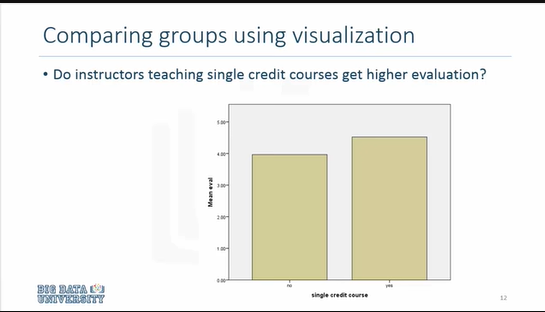 Comparing groups using visualization
• Do instructors teaching single credit courses get higher evaluation?
5.00
4.00
3.00
2.00
1.00
0.00
Mean eval
no
yes
single credit course
BIG DATA
UNIVERSITY
12